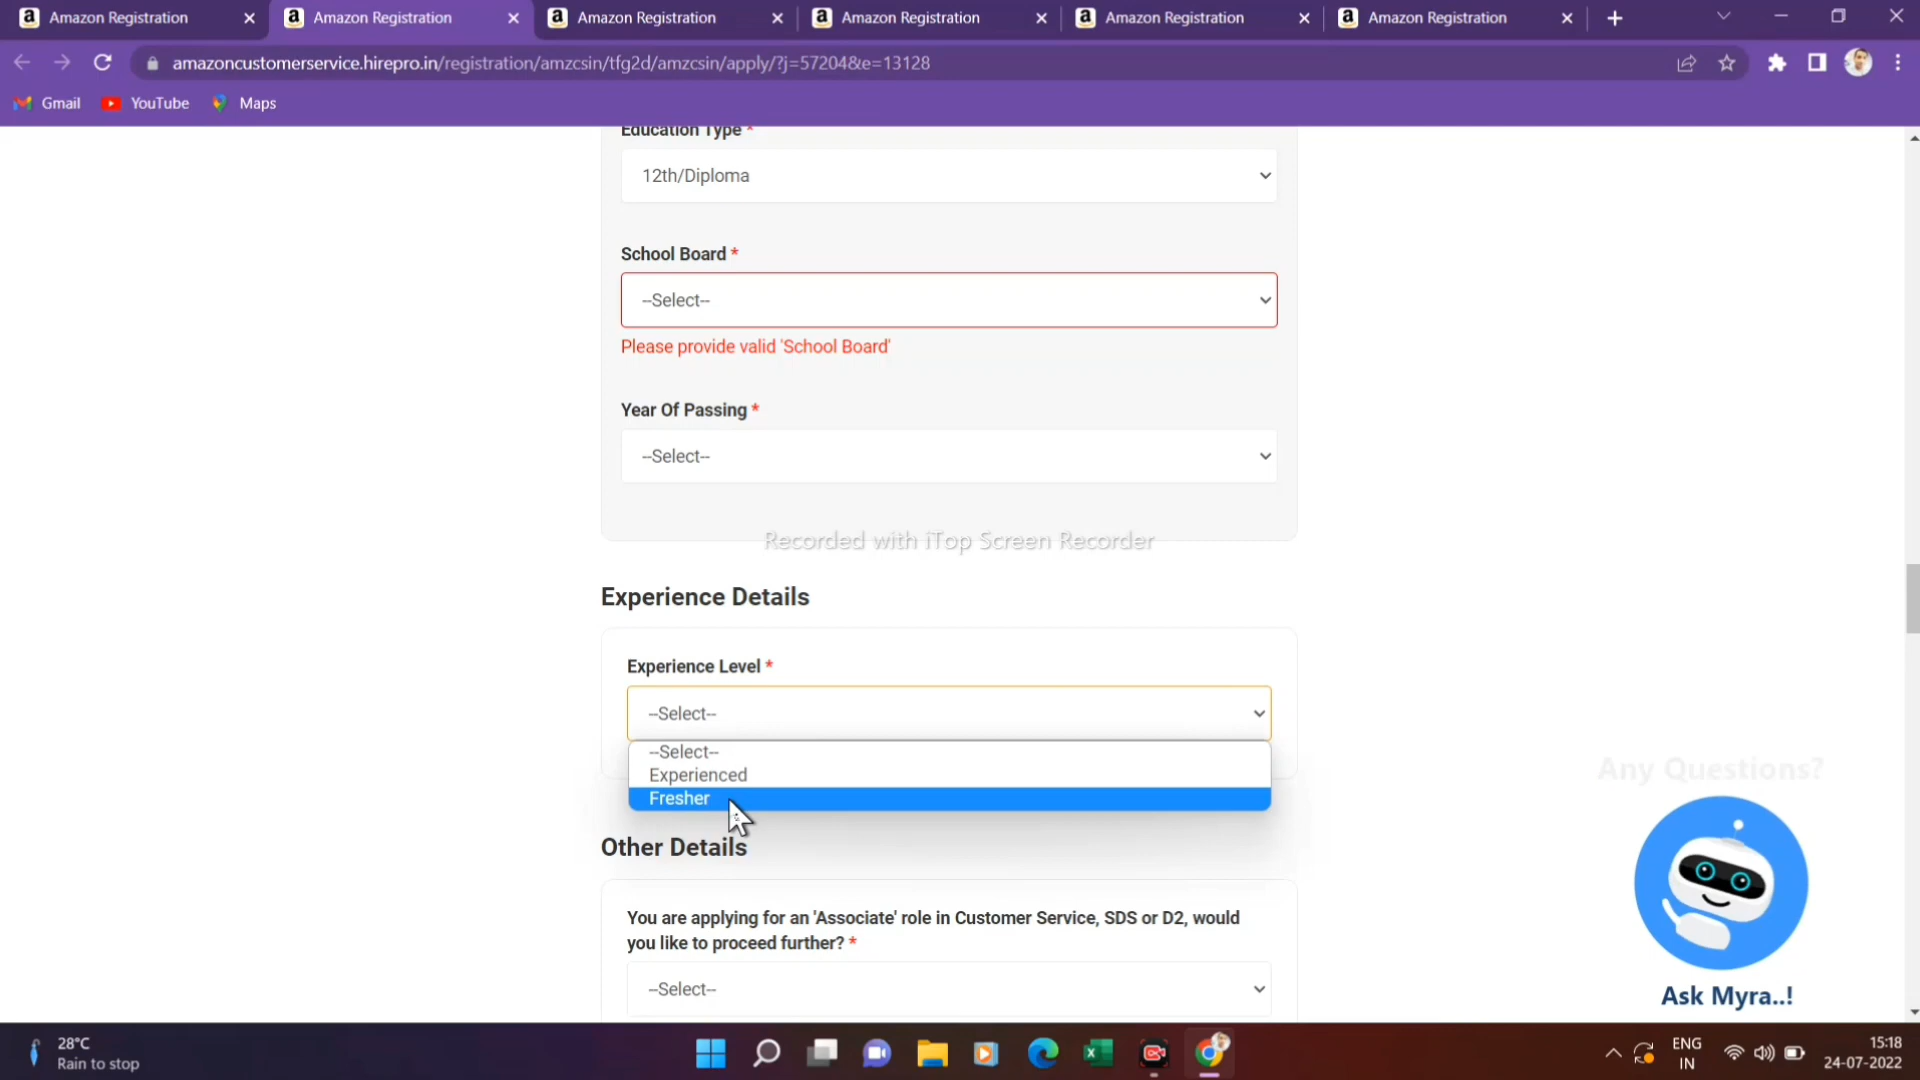 Amazon Registration
Amazon Registration
Amazon Registration
Amazon Registration
Amazon Registration
Amazon Registration
amazoncustomerservice.hirepro.in/registration/amzcsin/tfg2d/amzcsin/apply/?j=57204&e=13128
Gmail
YouTube
Maps
Education Type *
12th/Diploma
School Board *
--Select--
Please provide valid 'School Board'
Year Of Passing *
--Select--
Recorded with iTop Screen Recorder
Experience Details
Experience Level *
--Select--
--Select--
Experienced
Fresher
Other Details
You are applying for an 'Associate' role in Customer Service, SDS or D2, would
you like to proceed further? *
--Select--
Any Questions?
Ask Myra..!
28°C
Rain to stop
ENG
IN
15:18
24-07-2022